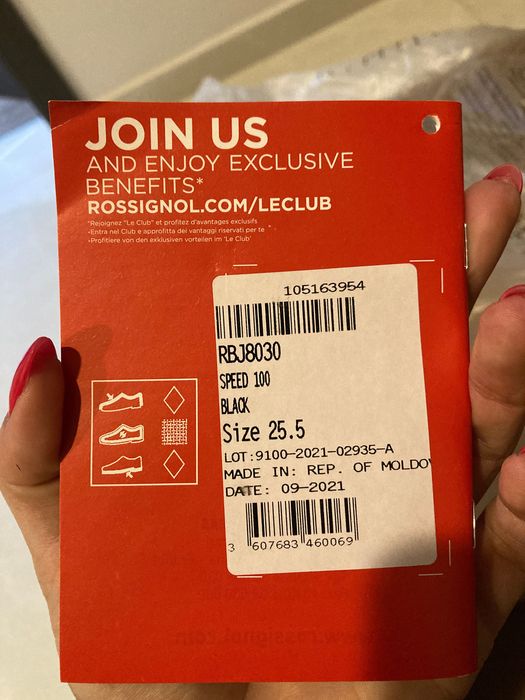 JOIN US
AND ENJOY EXCLUSIVE
BENEFITS*
ROSSIGNOL.COM/LECLUB
*Rejoignez "Le Club" et profitez d'avantages exclusifs
•Entra nel Club e approfitta dei vantaggi riservati per te
•Profitiere von den exklusiven vorteilen im 'Le Club'
105163954
RBJ8030
SPEED 100
BLACK
Size 25.5
LOT:9100-2021-02935-A
MADE IN: REP. OF MOLDOV
DATE: 09-2021
3 607683 460069